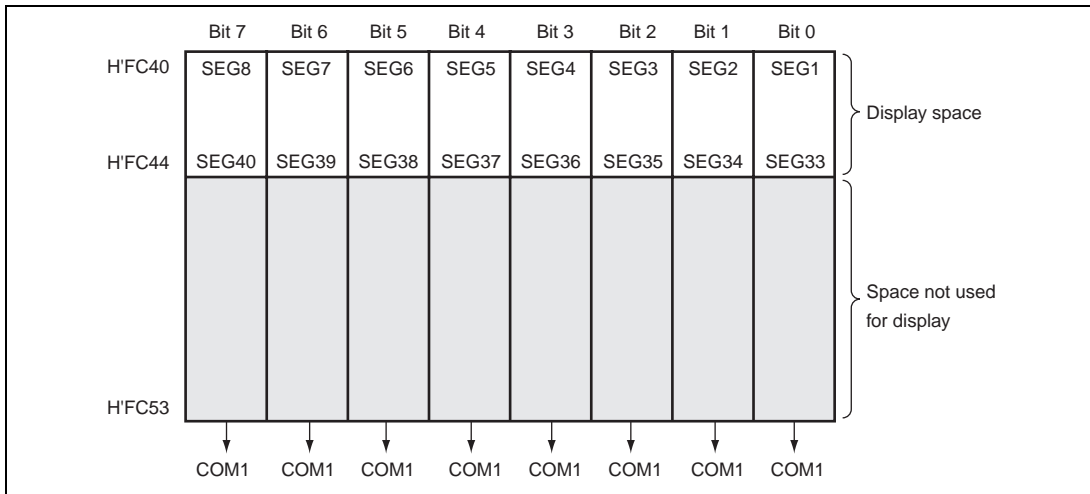 Bit 7 Bit 6 Bit 5 Bit 4 Bit 3 Bit 2 Bit 1 Bit 0
H'FC40 SEG8 SEG7 SEG6 SEG5 SEG4 SEG3 SEG2 SEG1
Display space
H'FC44 SEG40 SEG39 SEG38 SEG37 SEG36 SEG35 SEG34 SEG33
Space not used
for display
H'FC53
COM1 COM1 COM1 COM1 COM1 COM1 COM1 COM1